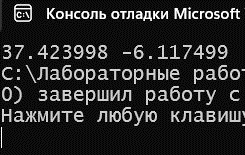 Консоль отладки Microsoft
37.423998 -6.117499
C:\Лабораторные работ
0) завершил работу с
Нажмите любую клавишу